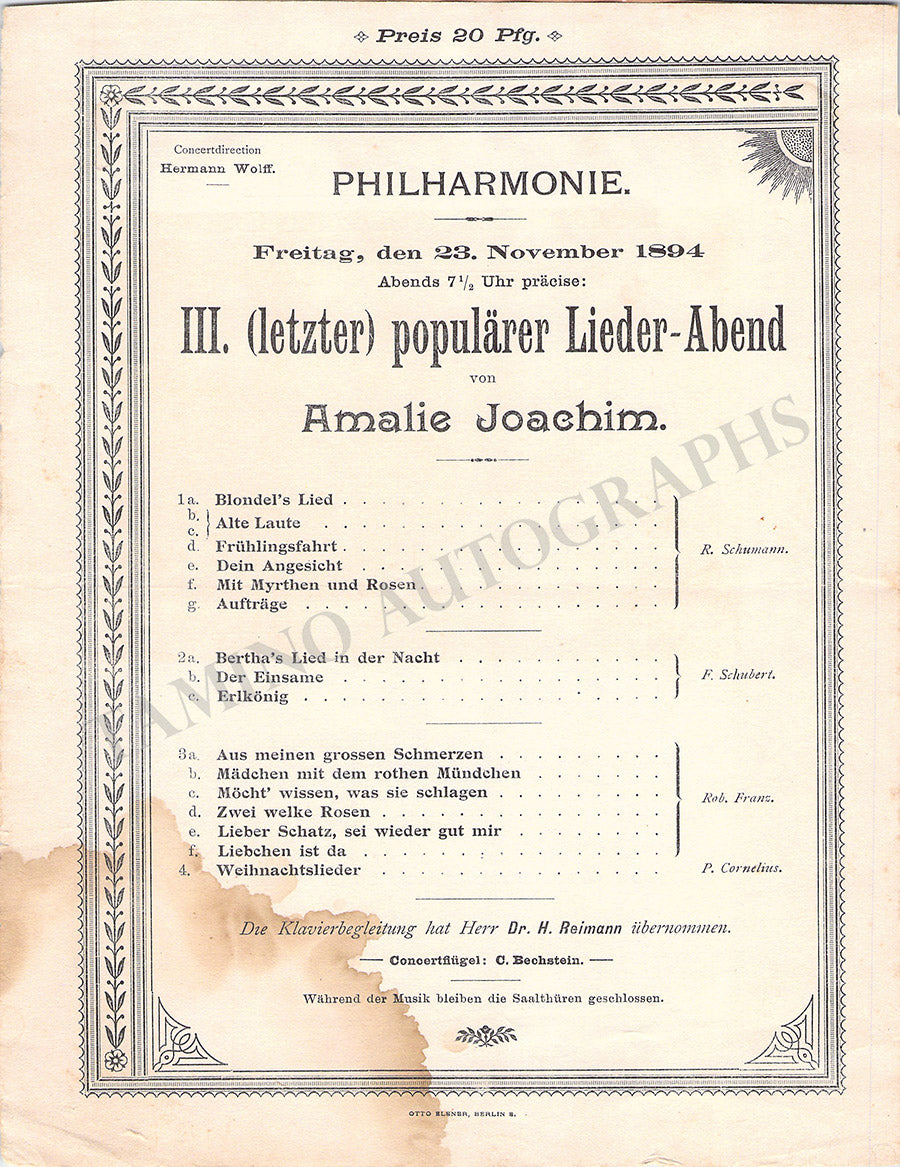 Preis 20 Pfg.
Concertdirection
Hermann Wolff.
PHILHARMONIE.
Freitag, den 23. November 1894
Abends 7 1/2 Uhr präcise:
III. (letzter) populärer Lieder-Abend
von
Amalie Joachim.
1a. Blondel's Lied
b.
c. Alte Laute
d. Frühlingsfahrt
e. Dein Angesicht
f. Mit Myrthen und Rosen
g. Aufträge
R. Schumann.
2a. Bertha's Lied in der Nacht
b. Der Einsame
c. Erlkönig
F. Schubert.
3a. Aus meinen grossen Schmerzen
b. Mädchen mit dem rothen Mündchen
c. Möcht' wissen, was sie schlagen
d. Zwei welke Rosen
e. Lieber Schatz, sei wieder gut mir
f. Liebchen ist da
Rob. Franz.
4. Weihnachtslieder P. Cornelius.
Die Klavierbegleitung hat Herr Dr. H. Reimann übernommen.
Concertflügel: C. Bechstein.
Während der Musik bleiben die Saalthüren geschlossen.
OTTO ELSNER, BERLIN S.
TAMINO AUTOGRAPHS